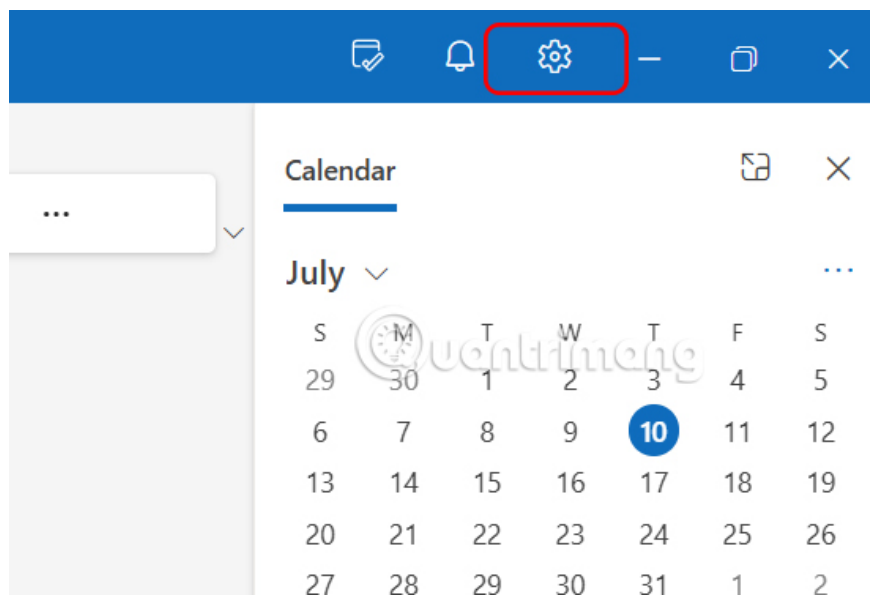 Calendar
...
July
...
S M T W T F S
Quantrimang
29 30 1 2 3 4 5
6 7 8 9 10 11 12
13 14 15 16 17 18 19
20 21 22 23 24 25 26
27 28 29 30 31 1 2